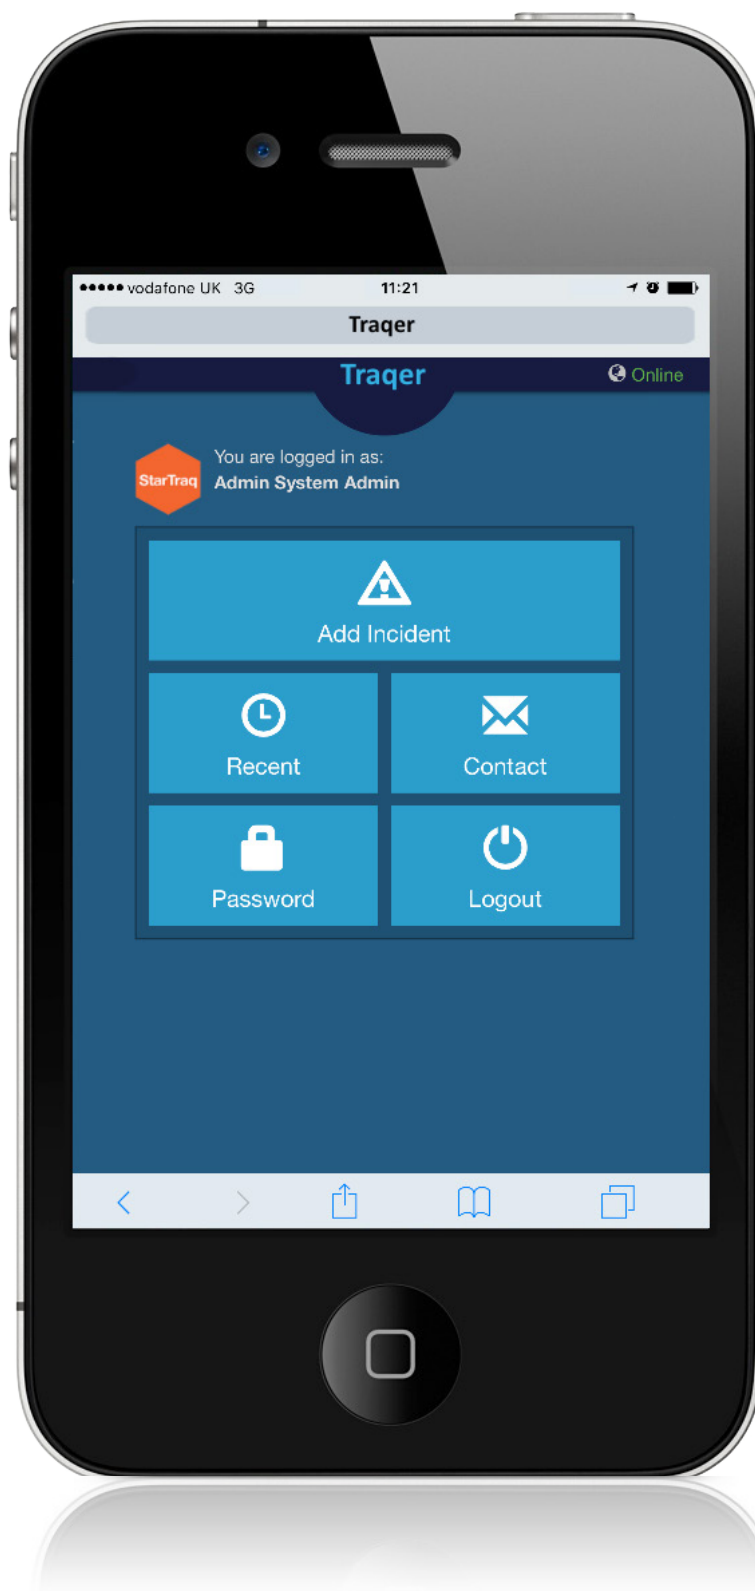 vodafone UK 3G 11:21
Traqer
Traqer
Online
You are logged in as:
StarTraq
Admin System Admin
Add Incident
Recent
Contact
Password
Logout